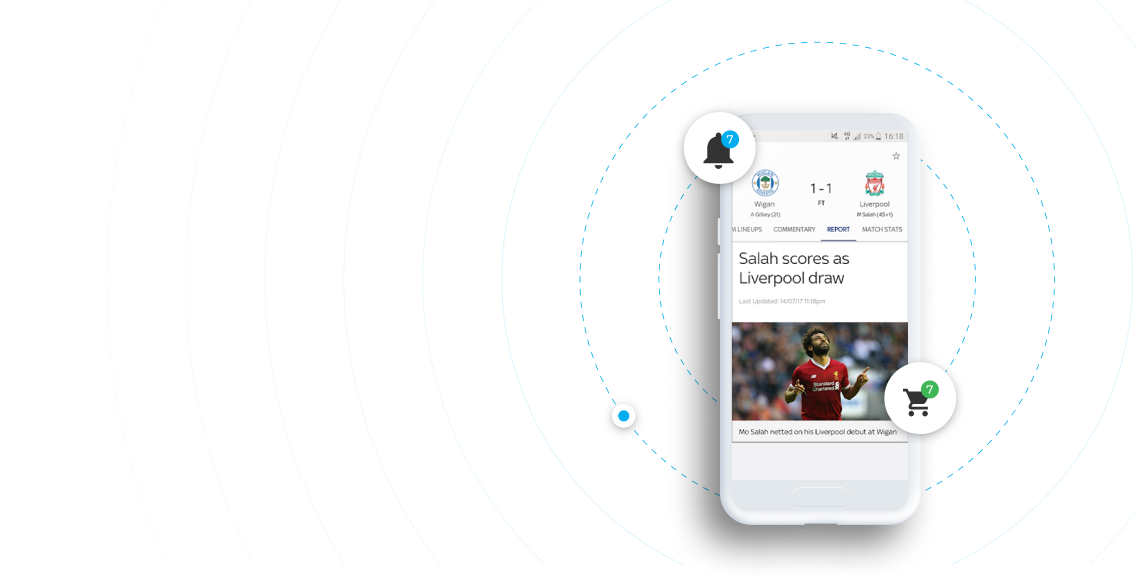 7
4G
23%
16:18
WIGAN
1 - 1
FT
Wigan
Liverpool
A Gilbey (21)
M Salah (45+1)
M LINEUPS
COMMENTARY
REPORT
MATCH STATS
Salah scores as
Liverpool draw
Last Updated: 14/07/17 11:18pm
Standard
Chartered
7
Mo Salah netted on his Liverpool debut at Wigan